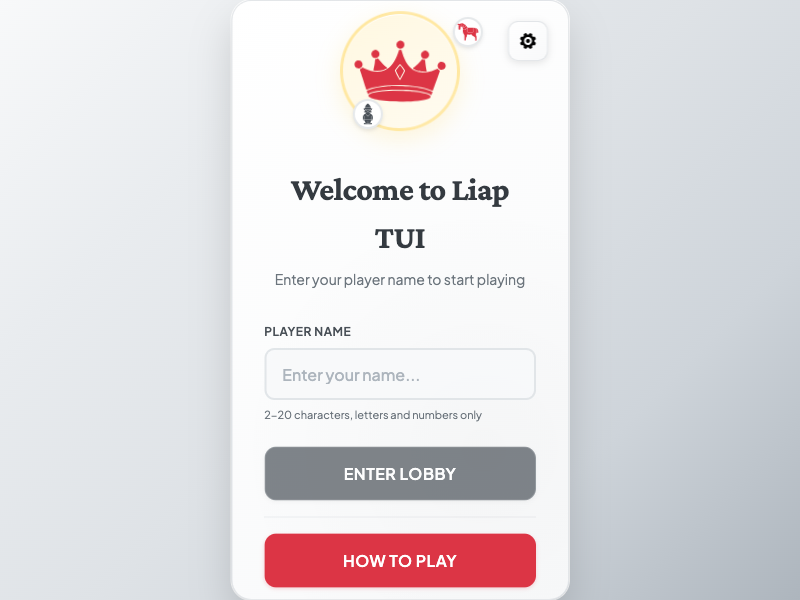 Welcome to Liap
TUI
Enter your player name to start playing
PLAYER NAME
Enter your name...
2–20 characters, letters and numbers only
ENTER LOBBY
HOW TO PLAY